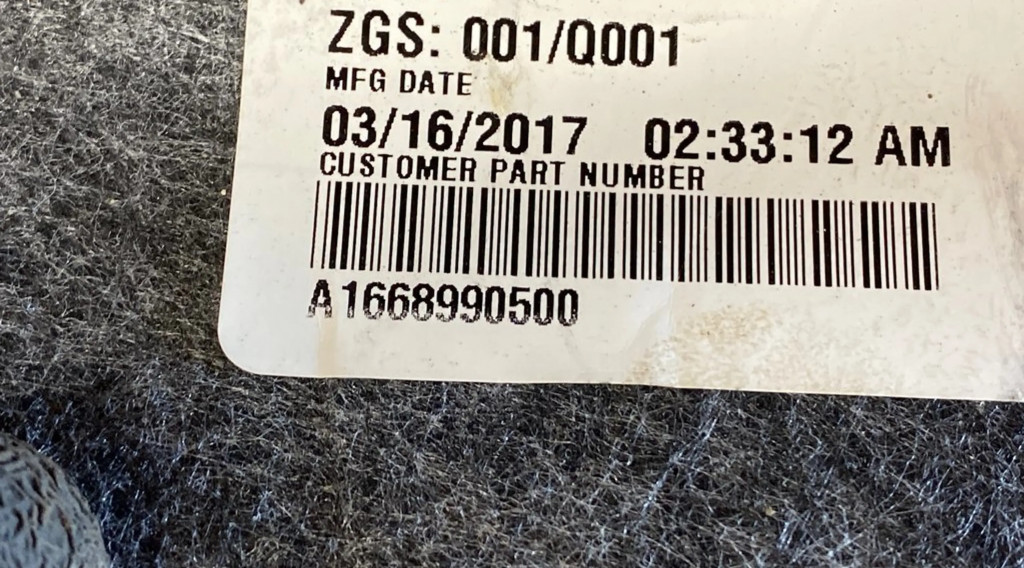 ZGS: 001/Q001
MFG DATE
03/16/2017 02:33:12 AM
CUSTOMER PART NUMBER
A1668990500